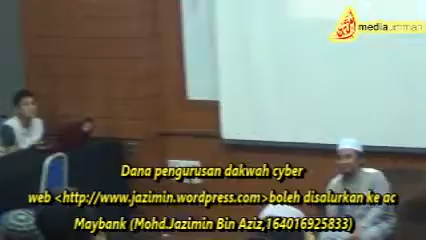 mediaumman
Dana pengurusan dakwah cyber
web <http://www.jazimin.wordpress.com>boleh disalurkan ke ac
Maybank (Mohd.Jazimin Bin Aziz,164016925833)